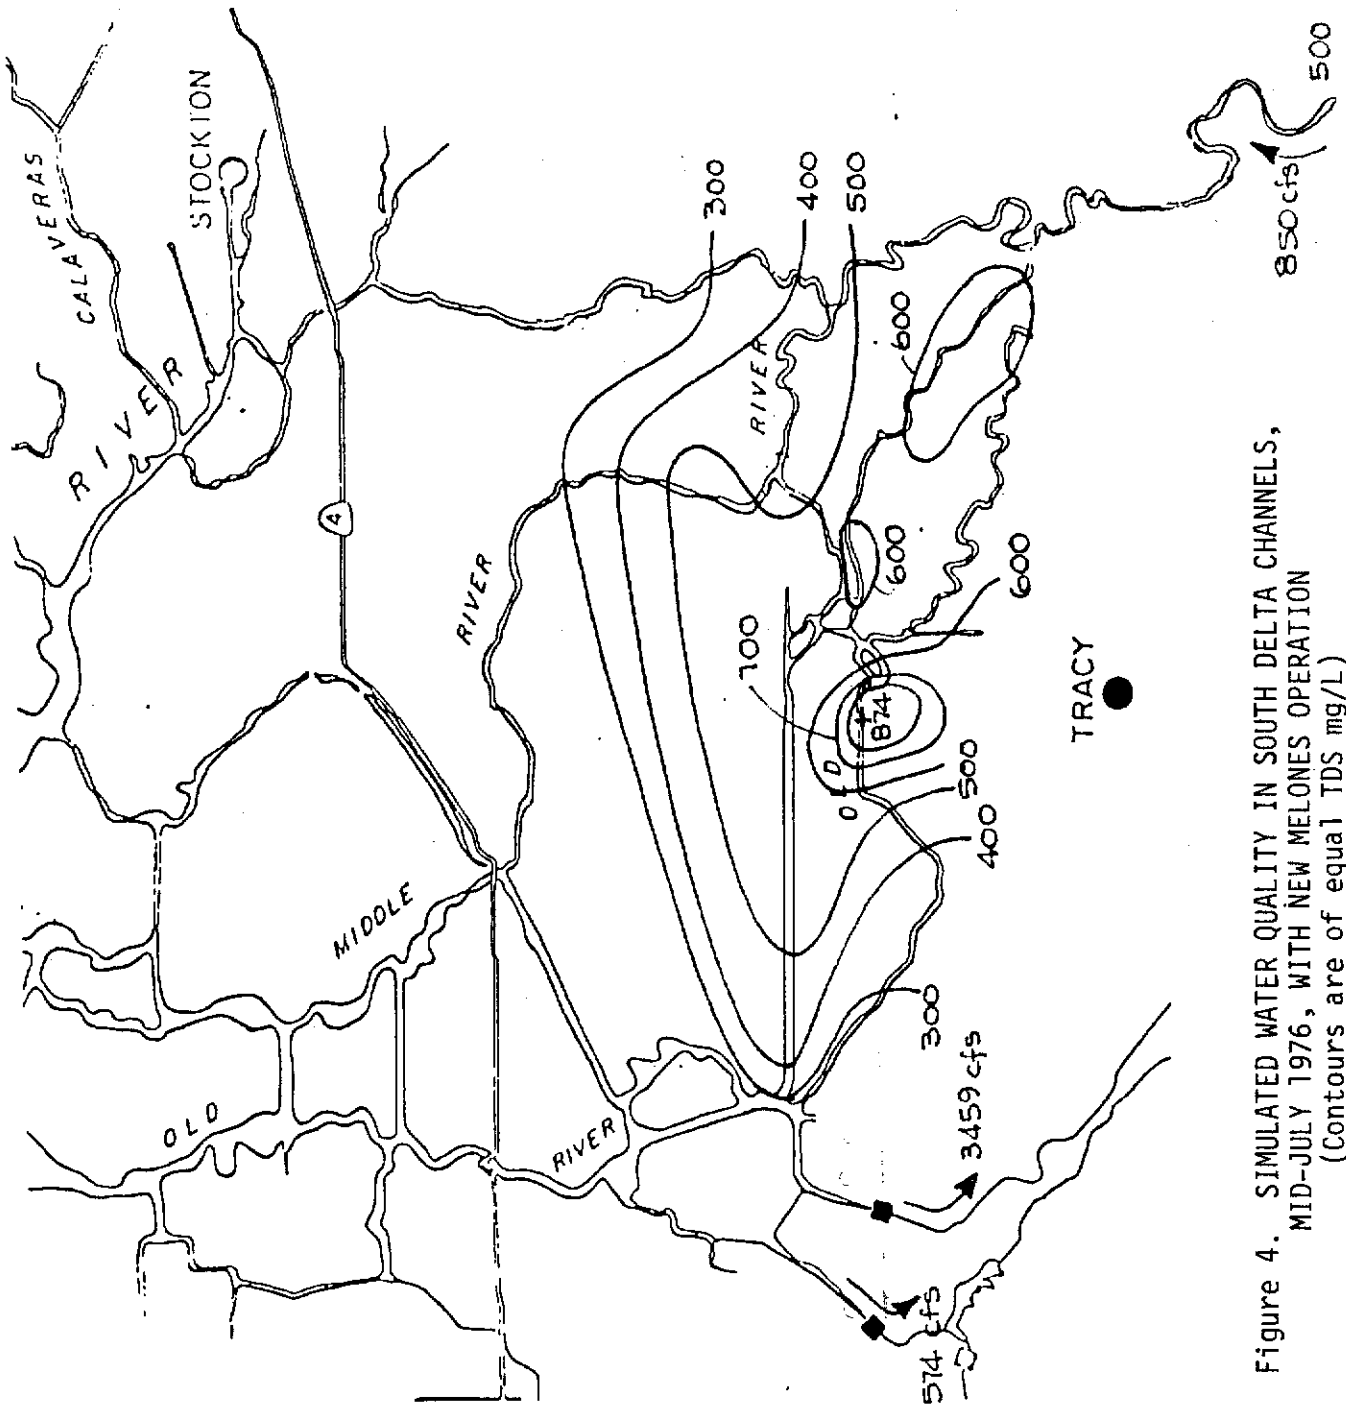 CALAVERAS
RIVER
STOCKTON
4
OLD
MIDDLE
RIVER
RIVER
RIVER
300
400
500
600
600
700
874
OLD
600
500
400
300
3459 cfs
574 cfs
850 cfs
500
TRACY
Figure 4. SIMULATED WATER QUALITY IN SOUTH DELTA CHANNELS,
MID-JULY 1976, WITH NEW MELONES OPERATION
(Contours are of equal TDS mg/L)